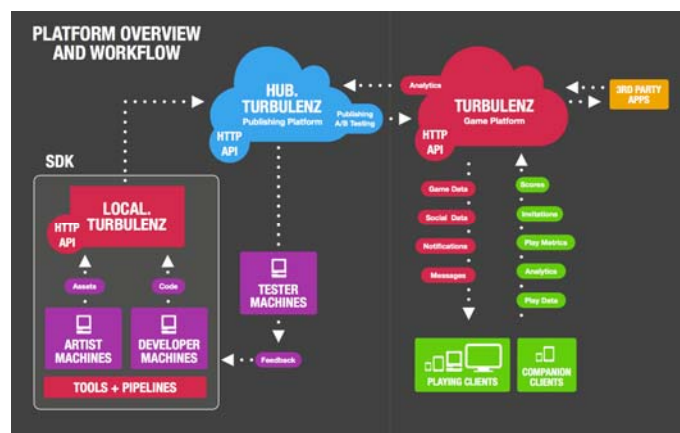 PLATFORM OVERVIEW
AND WORKFLOW
HUB.
TURBULENZ
Publishing Platform
HTTP
API
Publishing
A/B Testing
Analytics
TURBULENZ
Game Platform
HTTP
API
3RD PARTY
APPS
SDK
LOCAL.
TURBULENZ
HTTP
API
Assets
Code
ARTIST
MACHINES
DEVELOPER
MACHINES
TOOLS + PIPELINES
TESTER
MACHINES
Feedback
Game Data
Social Data
Notifications
Messages
Scores
Invitations
Play Metrics
Analytics
Play Data
PLAYING CLIENTS
COMPANION
CLIENTS